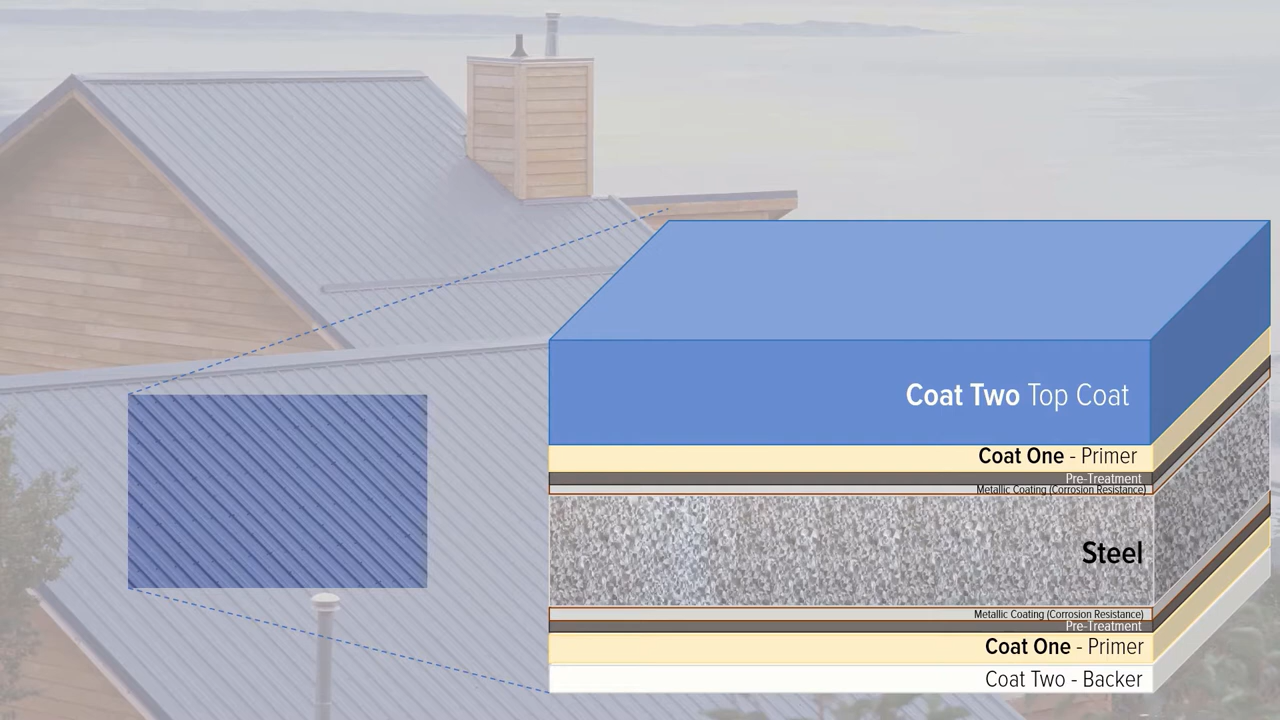 Coat Two Top Coat
Coat One - Primer
Pre-Treatment
Metallic Coating (Corrosion Resistance)
Steel
Metallic Coating (Corrosion Resistance)
Pre-Treatment
Coat One - Primer
Coat Two - Backer